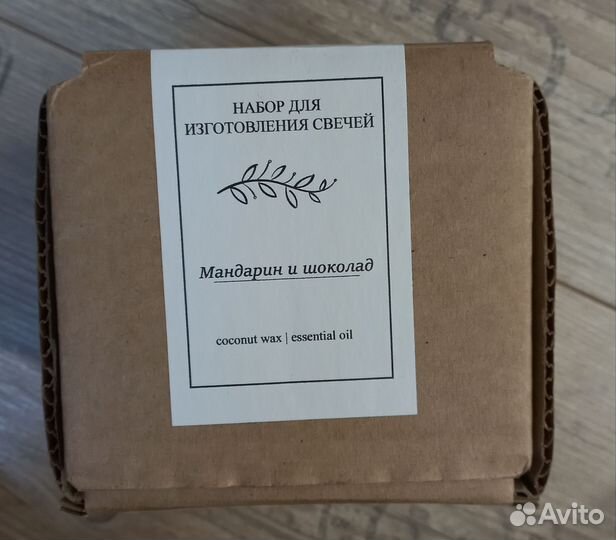 НАБОР ДЛЯ
ИЗГОТОВЛЕНИЯ СВЕЧЕЙ
Мандарин и шоколад
coconut wax | essential oil
Avito